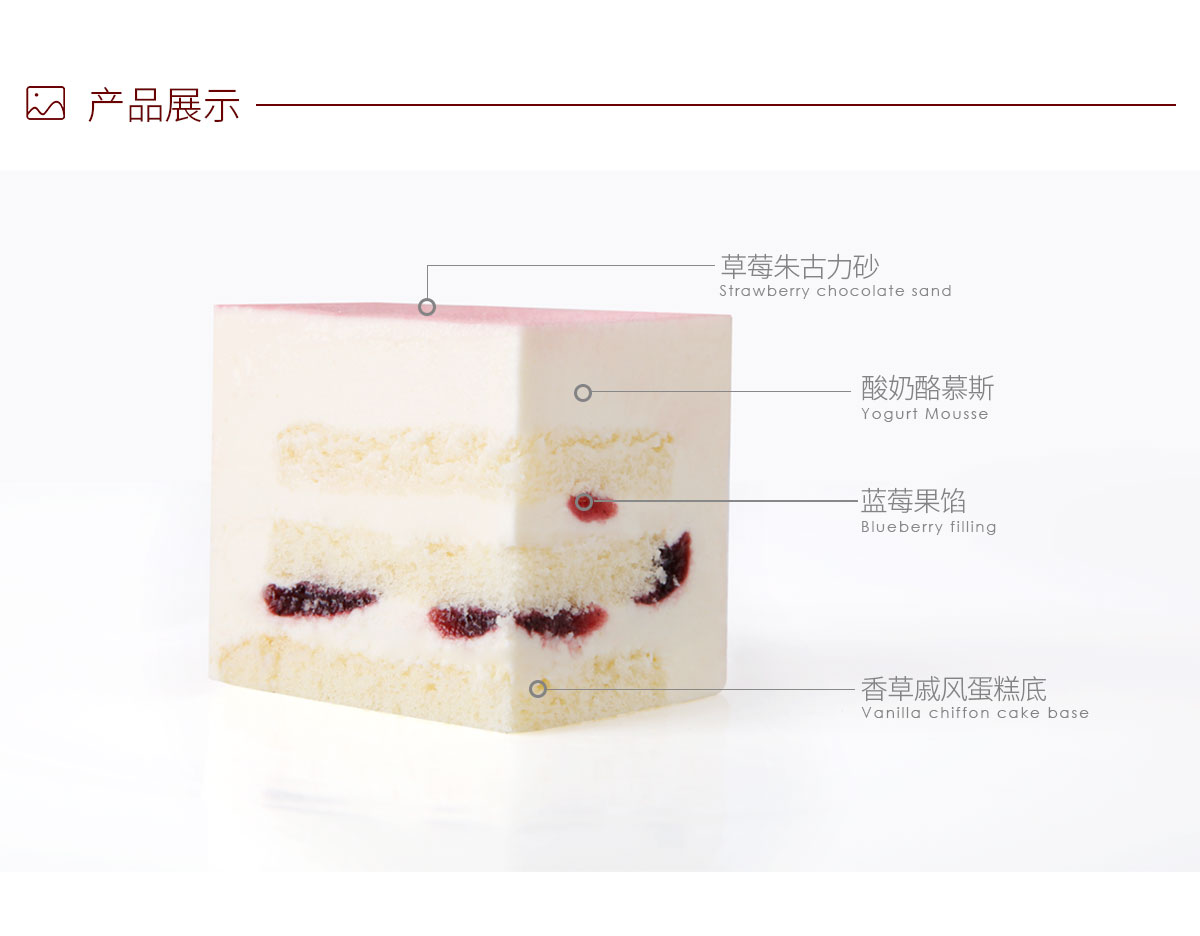 产品展示
草莓朱古力砂
Strawberry chocolate sand
酸奶酪慕斯
Yogurt Mousse
蓝莓果馅
Blueberry filling
香草戚风蛋糕底
Vanilla chiffon cake base